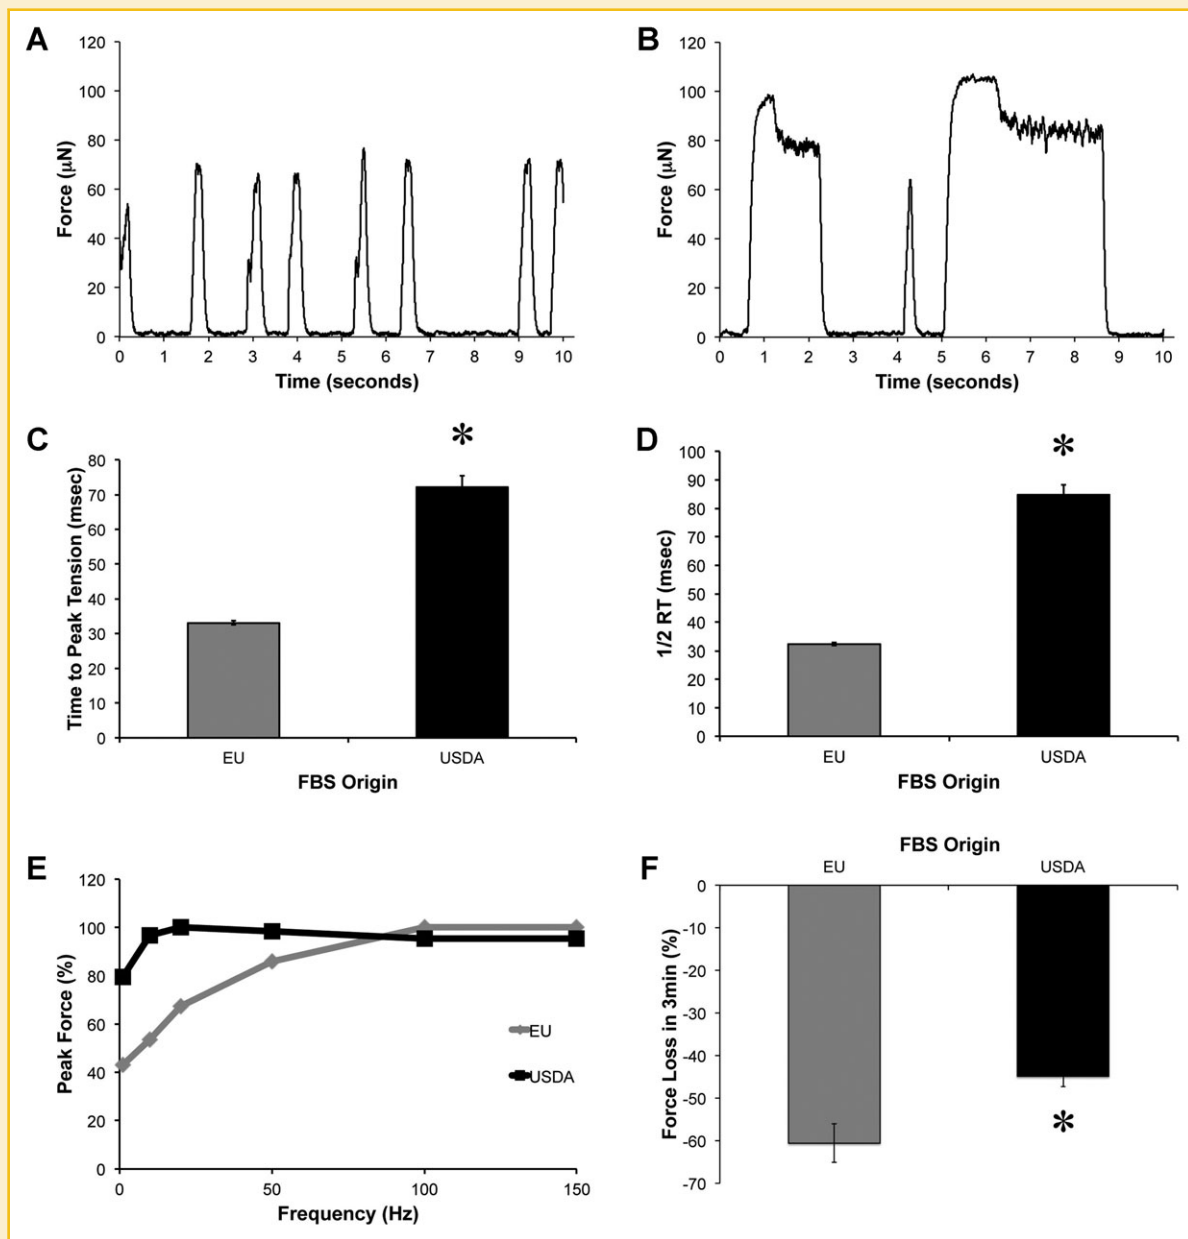 A
120
100
80
60
40
20
0
Force (µN)
0 1 2 3 4 5 6 7 8 9 10
Time (seconds)
B
120
100
80
60
40
20
0
Force (µN)
0 1 2 3 4 5 6 7 8 9 10
Time (seconds)
C
*
80
70
60
50
40
30
20
10
0
Time to Peak Tension (msec)
EU USDA
FBS Origin
D
*
100
90
80
70
60
50
40
30
20
10
0
1/2 RT (msec)
EU USDA
FBS Origin
E
120
100
80
60
40
20
0
Peak Force (%)
EU
USDA
0 50 100 150
Frequency (Hz)
F
FBS Origin
EU USDA
0
-10
-20
-30
-40
-50
-60
-70
Force Loss in 3min (%)
*